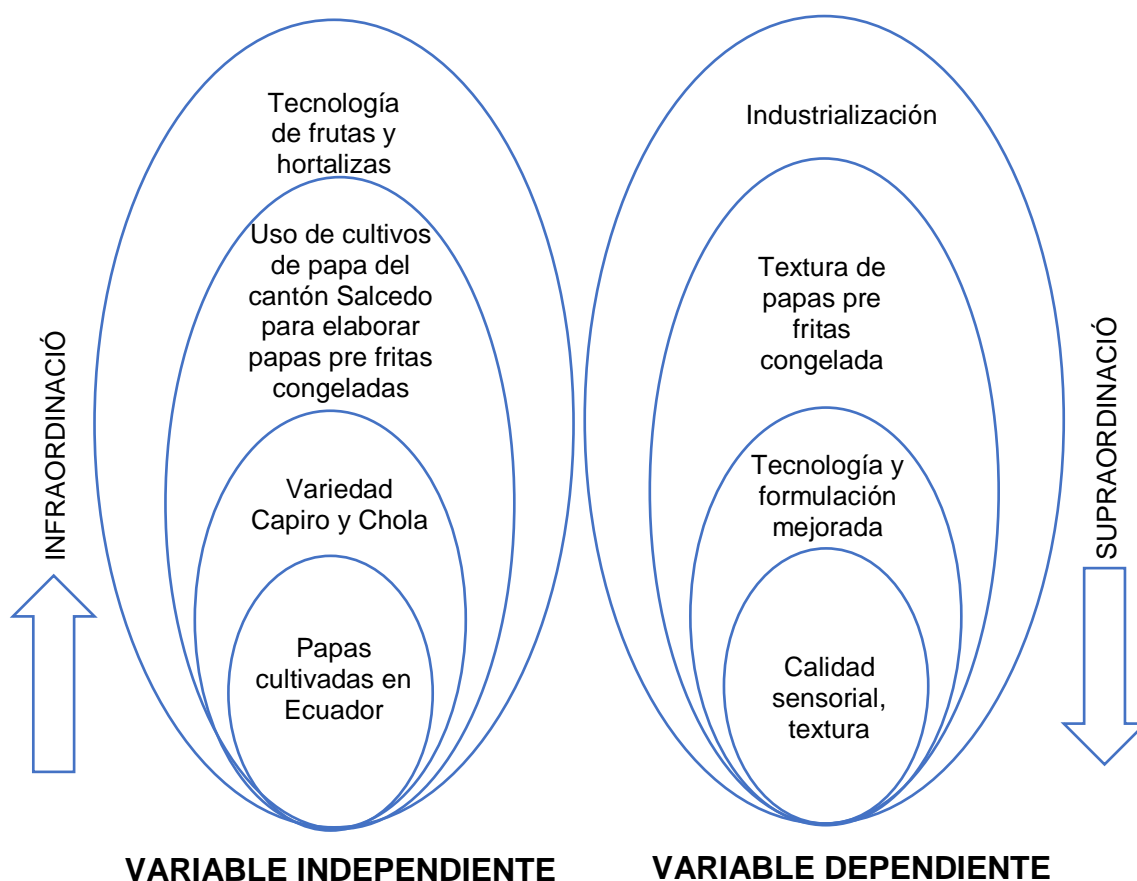 Tecnología
de frutas y
hortalizas
Uso de cultivos
de papa del
cantón Salcedo
para elaborar
papas pre fritas
congeladas
Variedad
Capiro y Chola
Papas
cultivadas en
Ecuador
INFRAORDINACIÓ
VARIABLE INDEPENDIENTE
Industrialización
Textura de
papas pre
fritas
congelada
Tecnología y
formulación
mejorada
Calidad
sensorial,
textura
SUPRAORDINACIÓ
VARIABLE DEPENDIENTE